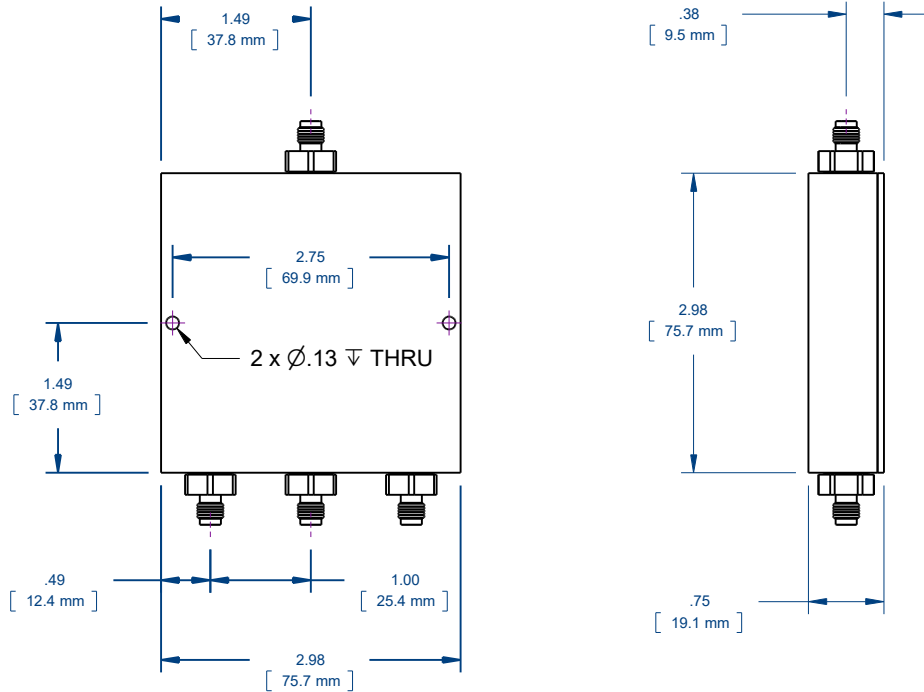 1.49
[ 37.8 mm ]
.38
[ 9.5 mm ]
2.75
[ 69.9 mm ]
2 x ∅.13 ↧ THRU
1.49
[ 37.8 mm ]
2.98
[ 75.7 mm ]
.49
[ 12.4 mm ]
1.00
[ 25.4 mm ]
.75
[ 19.1 mm ]
2.98
[ 75.7 mm ]